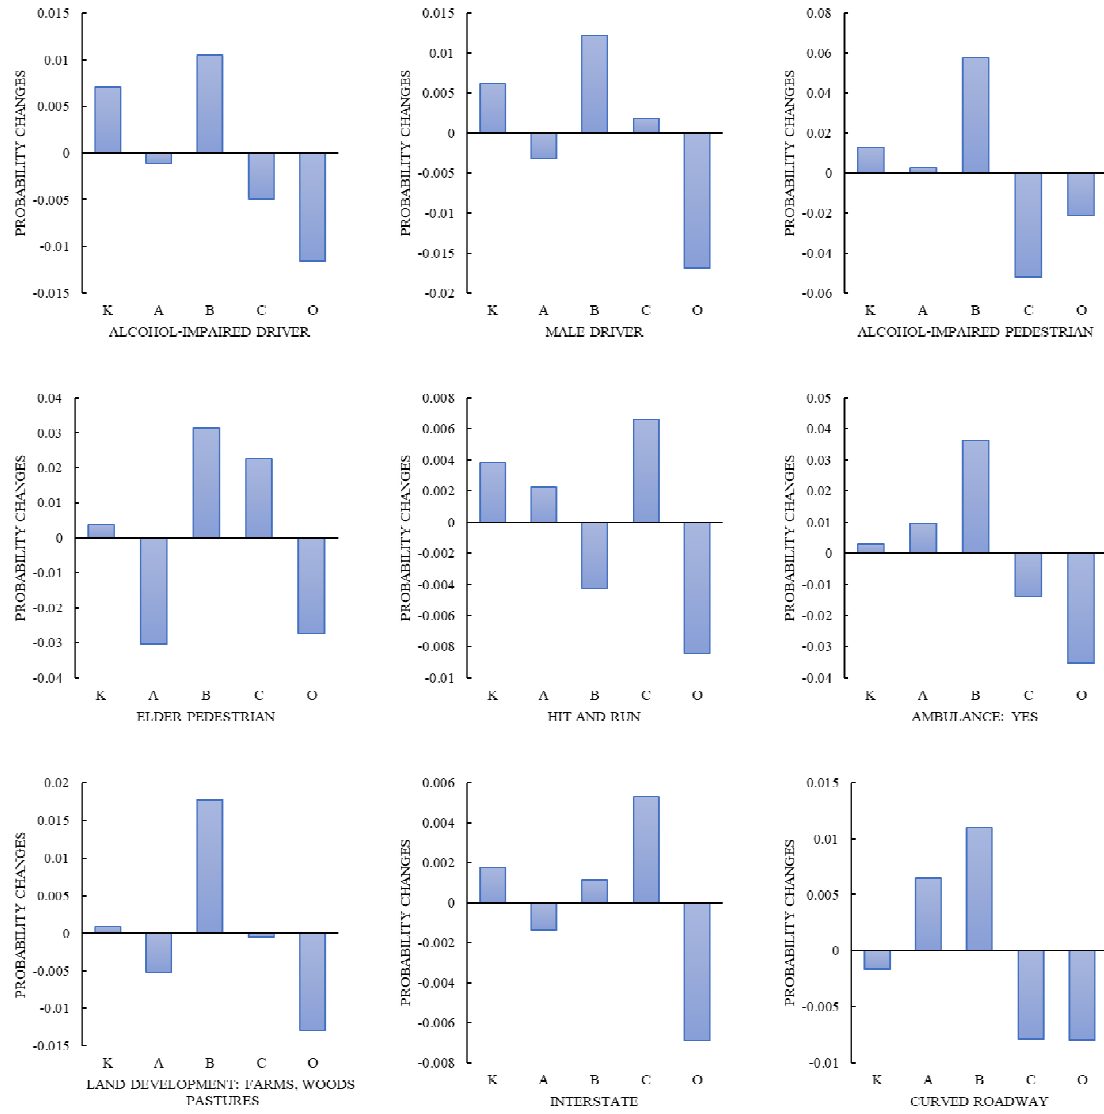 0.015
0.01
0.005
0
-0.005
-0.01
-0.015
PROBABILITY CHANGES
K A B C O
ALCOHOL-IMPAIRED DRIVER
0.015
0.01
0.005
0
-0.005
-0.01
-0.015
-0.02
PROBABILITY CHANGES
K A B C O
MALE DRIVER
0.08
0.06
0.04
0.02
0
-0.02
-0.04
-0.06
PROBABILITY CHANGES
K A B C O
ALCOHOL-IMPAIRED PEDESTRIAN
0.04
0.03
0.02
0.01
0
-0.01
-0.02
-0.03
-0.04
PROBABILITY CHANGES
K A B C O
ELDER PEDESTRIAN
0.008
0.006
0.004
0.002
0
-0.002
-0.004
-0.006
-0.008
-0.01
PROBABILITY CHANGES
K A B C O
HIT AND RUN
0.05
0.04
0.03
0.02
0.01
0
-0.01
-0.02
-0.03
-0.04
PROBABILITY CHANGES
K A B C O
AMBULANCE: YES
0.02
0.015
0.01
0.005
0
-0.005
-0.01
-0.015
PROBABILITY CHANGES
K A B C O
LAND DEVELOPMENT: FARMS, WOODS
PASTURES
0.006
0.004
0.002
0
-0.002
-0.004
-0.006
-0.008
PROBABILITY CHANGES
K A B C O
INTERSTATE
0.015
0.01
0.005
0
-0.005
-0.01
PROBABILITY CHANGES
K A B C O
CURVED ROADWAY